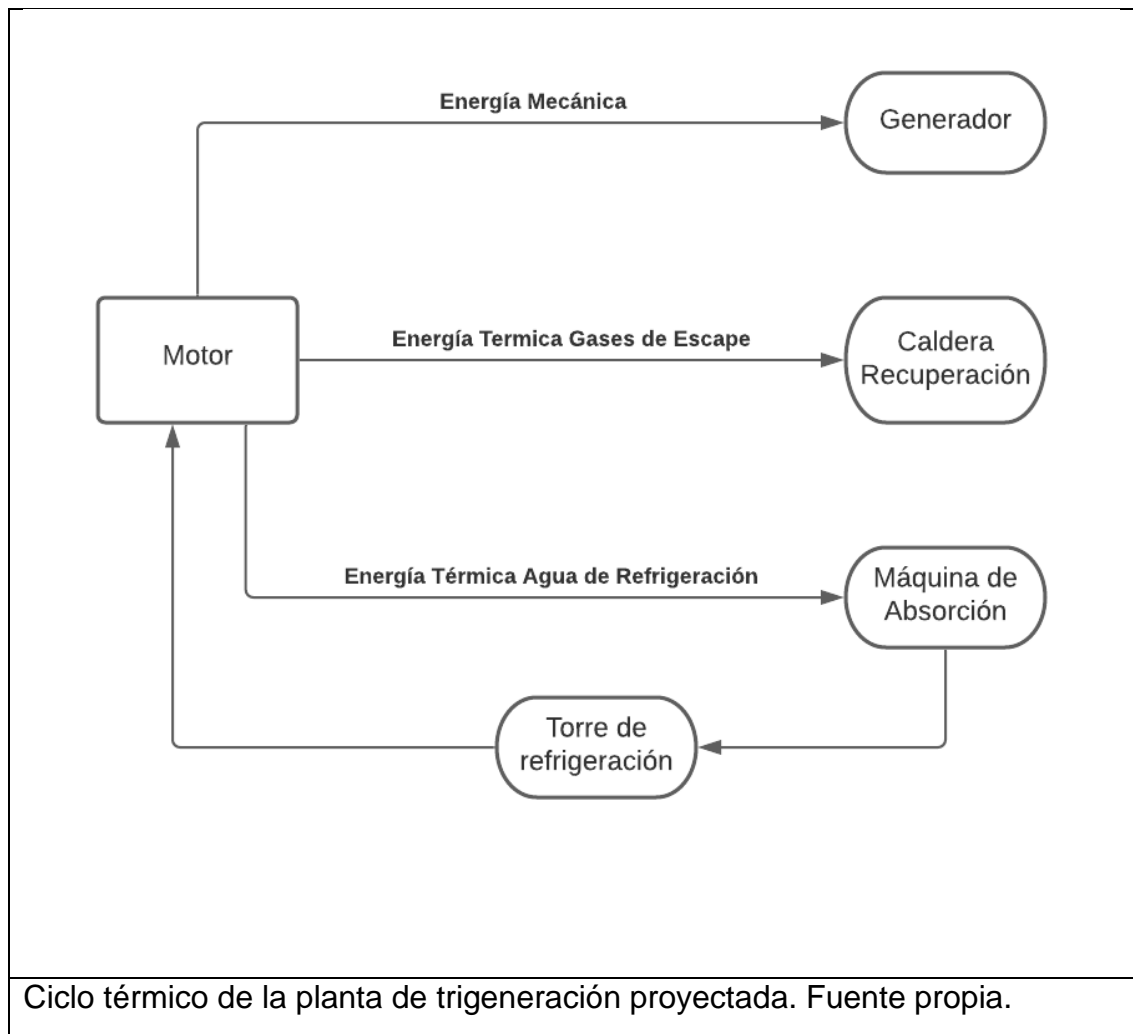 Energía Mecánica
Generador
Energía Termica Gases de Escape
Caldera
Recuperación
Motor
Energía Térmica Agua de Refrigeración
Máquina de
Absorción
Torre de
refrigeración
Ciclo térmico de la planta de trigeneración proyectada. Fuente propia.